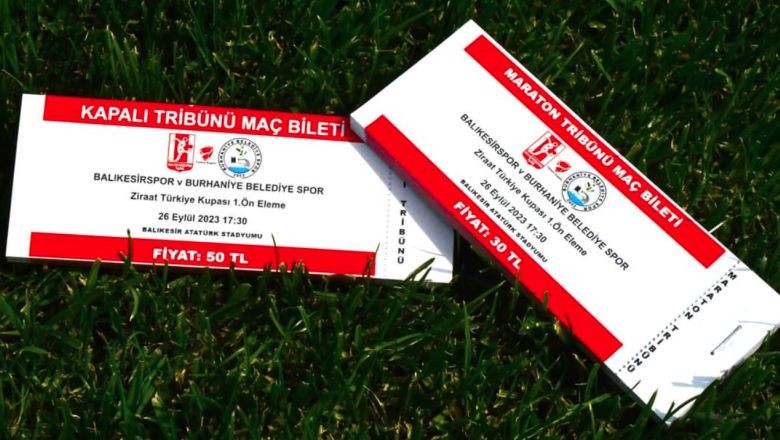 KAPALI TRİBÜNÜ MAÇ BİLETİ
BALIKESİRSPOR v BURHANİYE BELEDİYE SPOR
Ziraat Türkiye Kupası 1.Ön Eleme
26 Eylül 2023 17:30
BALIKESİR ATATÜRK STADYUMU
FİYAT: 50 TL
TRİBÜNÜ
MARATON TRİBÜNÜ MAÇ BİLETİ
BALIKESİRSPOR v BURHANİYE BELEDİYE SPOR
Ziraat Türkiye Kupası 1.Ön Eleme
26 Eylül 2023 17:30
BALIKESİR ATATÜRK STADYUMU
FİYAT: 30 TL
MARATON TRİBÜNÜ